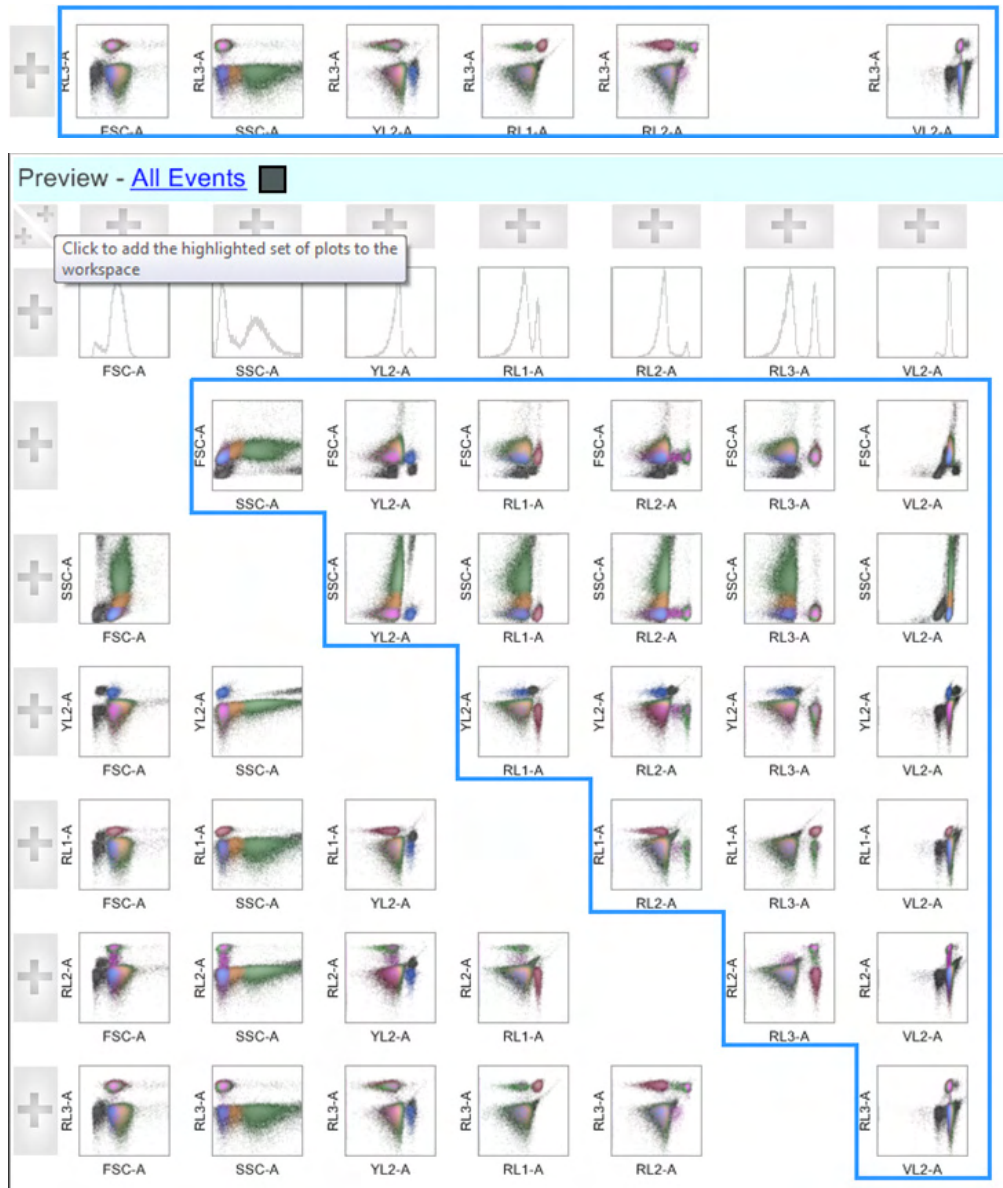 RL3-A RL3-A RL3-A RL3-A RL3-A RL3-A
FSC-A SSC-A YL2-A RL1-A RL2-A VL2-A
Preview - All Events
Click to add the highlighted set of plots to the
workspace
FSC-A SSC-A YL2-A RL1-A RL2-A RL3-A VL2-A
FSC-A FSC-A FSC-A FSC-A FSC-A FSC-A
SSC-A YL2-A RL1-A RL2-A RL3-A VL2-A
SSC-A SSC-A SSC-A SSC-A SSC-A SSC-A
FSC-A YL2-A RL1-A RL2-A RL3-A VL2-A
YL2-A YL2-A YL2-A YL2-A YL2-A YL2-A
FSC-A SSC-A RL1-A RL2-A RL3-A VL2-A
RL1-A RL1-A RL1-A RL1-A RL1-A RL1-A
FSC-A SSC-A YL2-A RL2-A RL3-A VL2-A
RL2-A RL2-A RL2-A RL2-A RL2-A RL2-A
FSC-A SSC-A YL2-A RL1-A RL3-A VL2-A
RL3-A RL3-A RL3-A RL3-A RL3-A RL3-A
FSC-A SSC-A YL2-A RL1-A RL2-A VL2-A